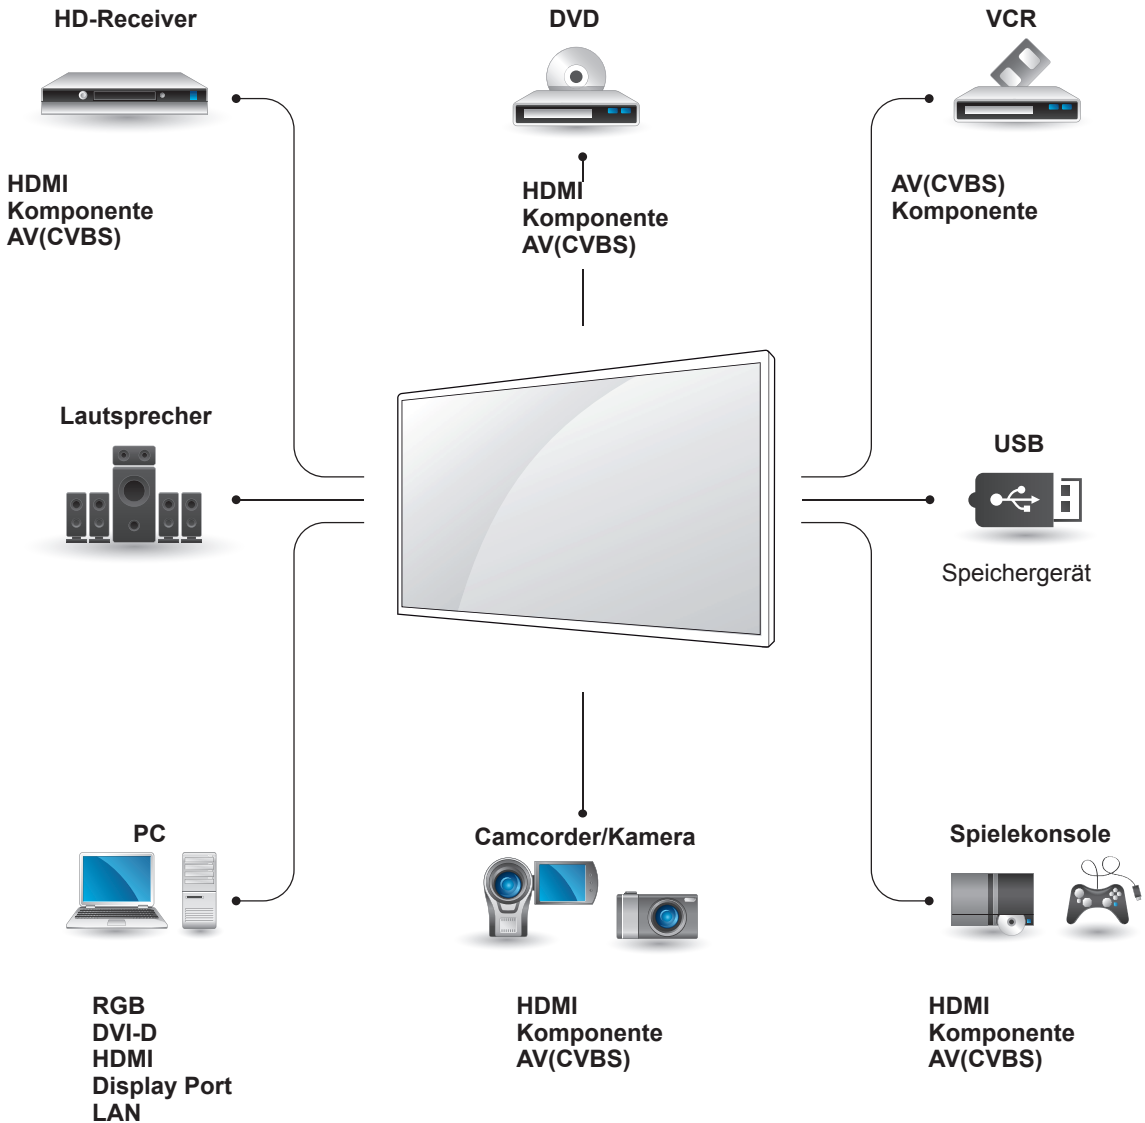 HD-Receiver
HDMI
Komponente
AV(CVBS)
DVD
HDMI
Komponente
AV(CVBS)
VCR
AV(CVBS)
Komponente
Lautsprecher
USB
Speichergerät
PC
RGB
DVI-D
HDMI
Display Port
LAN
Camcorder/Kamera
HDMI
Komponente
AV(CVBS)
Spielekonsole
HDMI
Komponente
AV(CVBS)